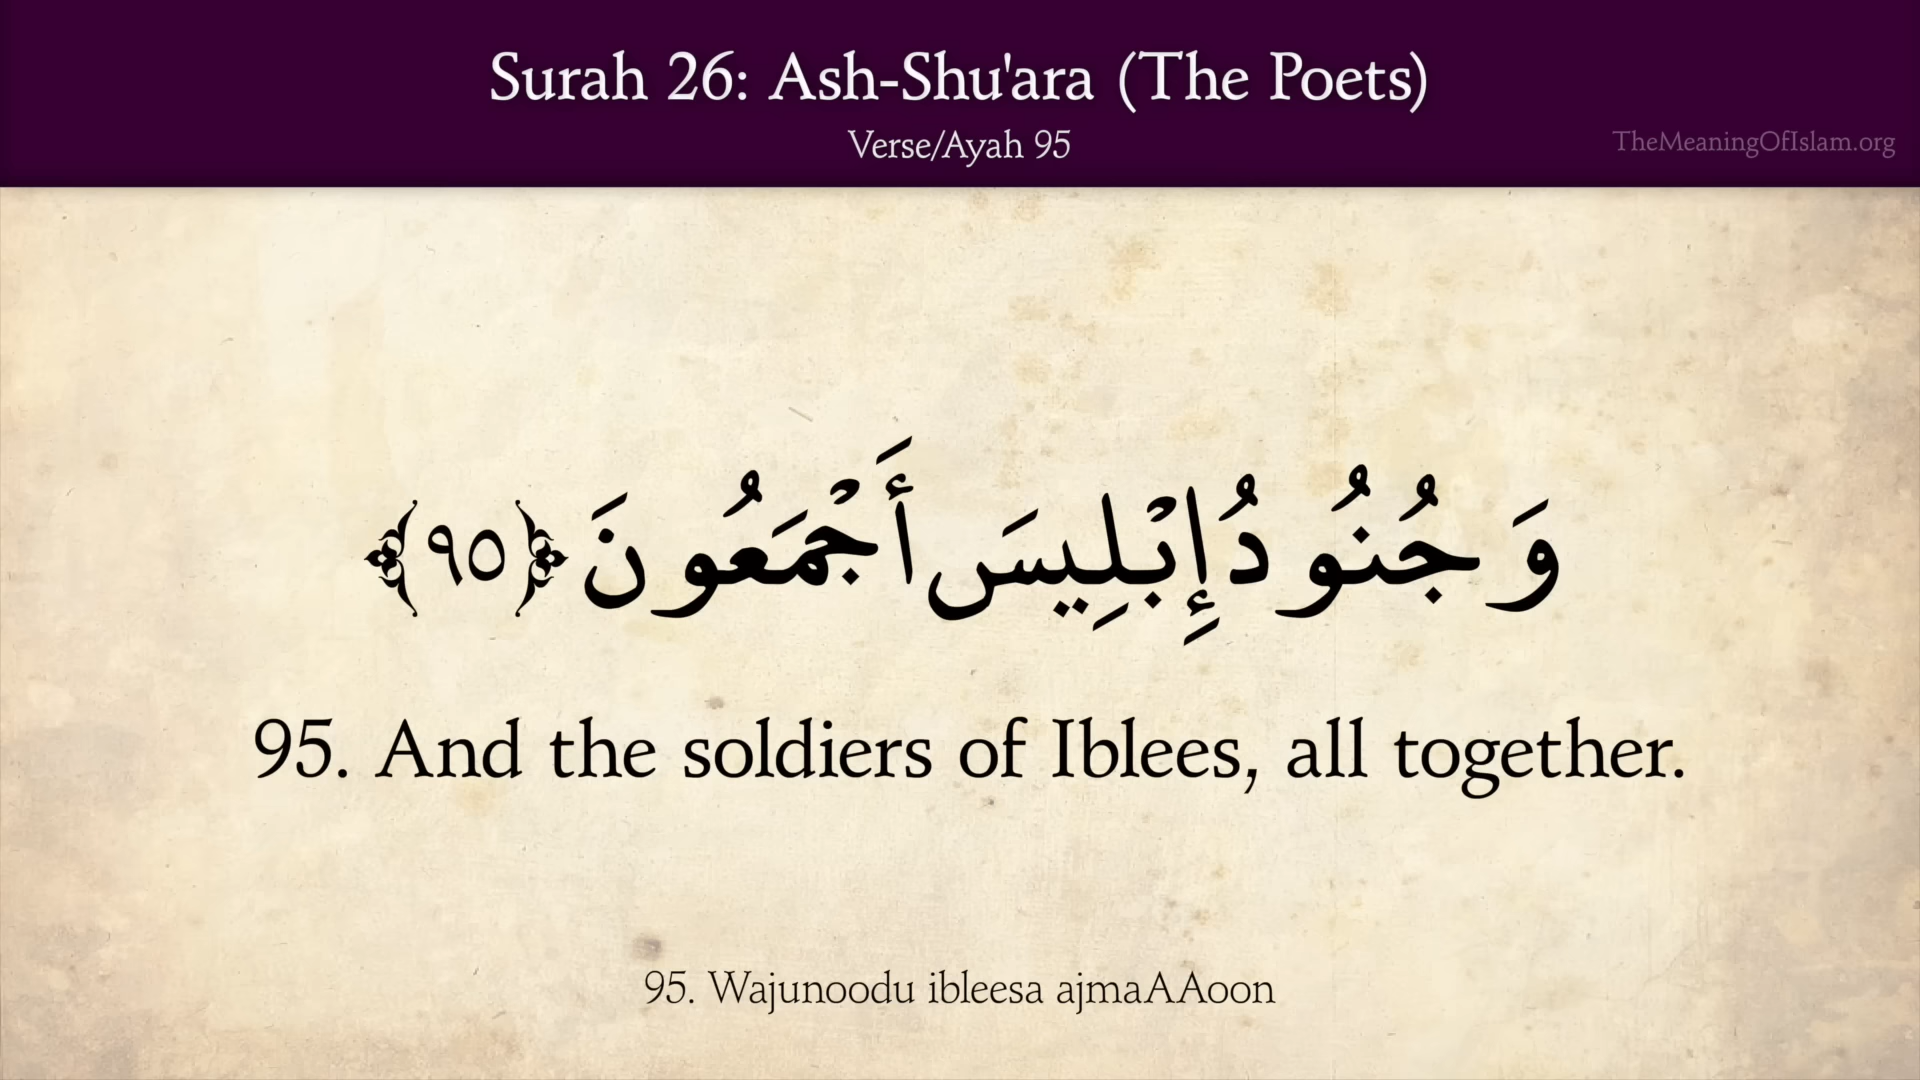 Surah 26: Ash-Shu'ara (The Poets)
Verse/Ayah 95
TheMeaningOfIslam.org
وَجُنُودُ إِبْلِيسَ أَجْمَعُونَ ﴿٩٥﴾
95. And the soldiers of Iblees, all together.
95. Wajunoodu ibleesa ajmaAAoon